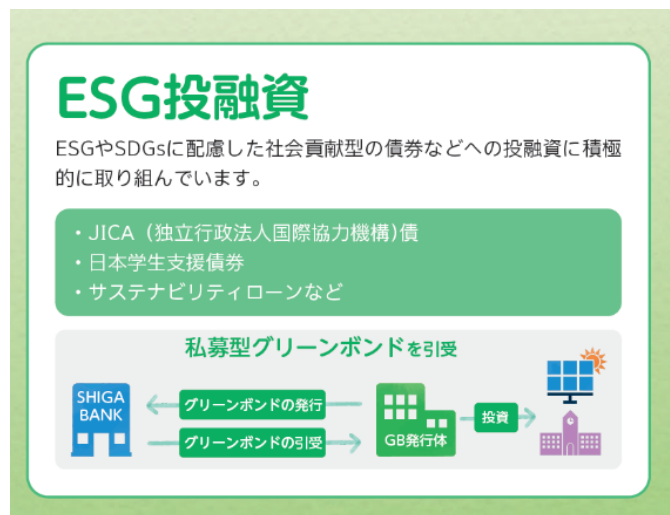 ESG投融資
ESGやSDGsに配慮した社会貢献型の債券などへの投融資に積極
的に取り組んでいます。
・JICA（独立行政法人国際協力機構）債
・日本学生支援債券
・サステナビリティローンなど
私募型グリーンボンドを引受
SHIGA
BANK
グリーンボンドの発行
グリーンボンドの引受
GB発行体
投資